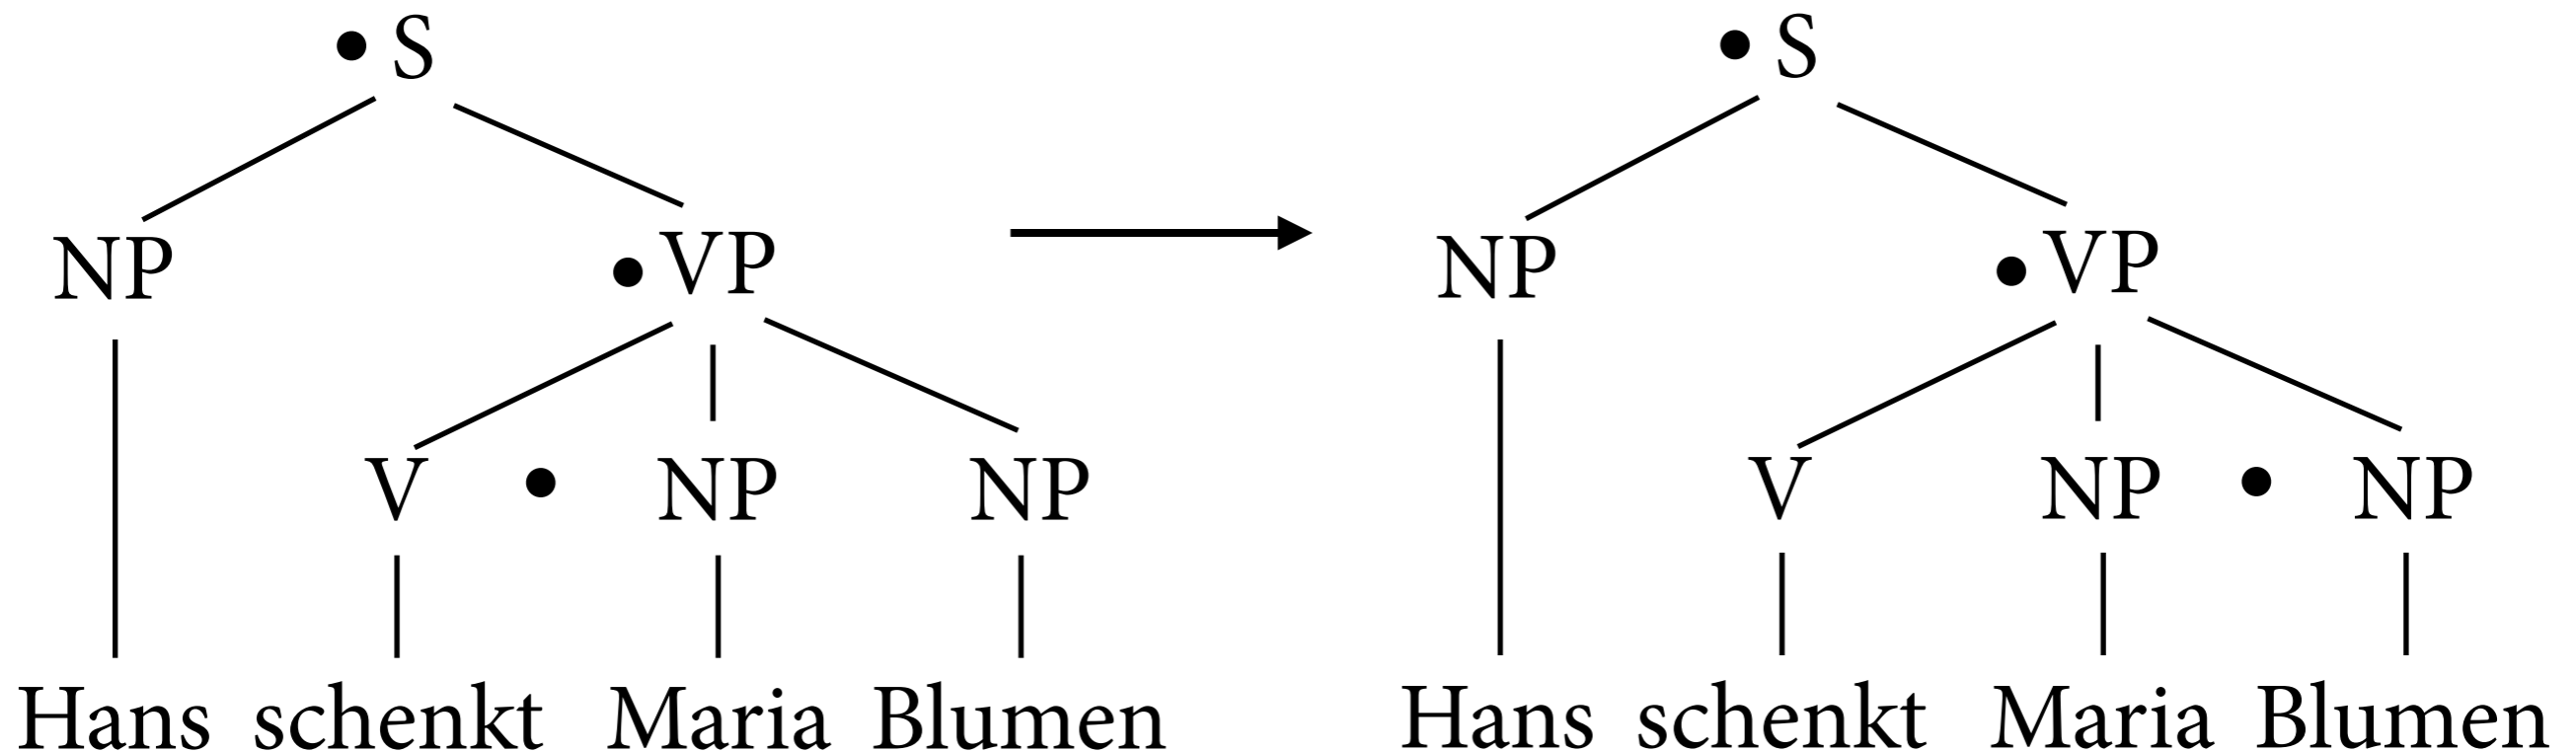 • S • S
NP • VP NP • VP
V • NP NP V NP • NP
Hans schenkt Maria Blumen Hans schenkt Maria Blumen